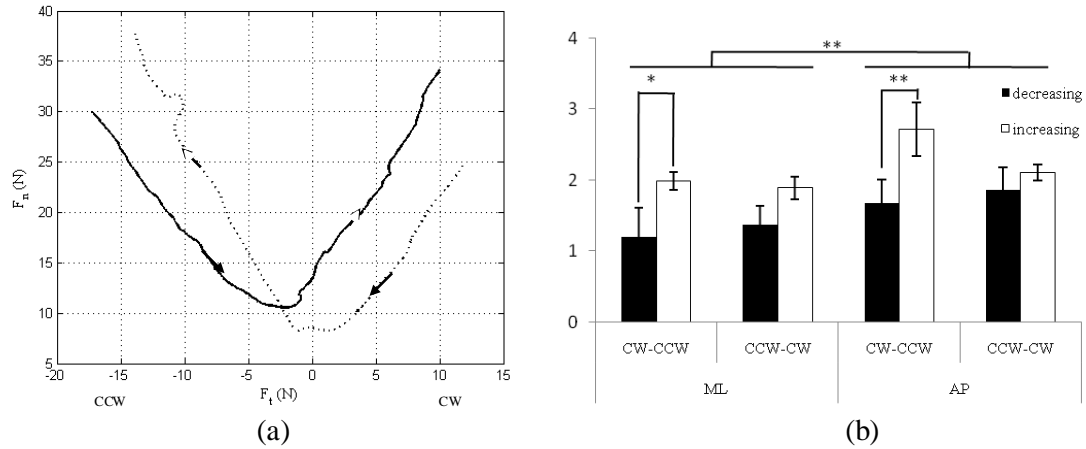 40
35
30
25
20
15
10
5
-20 -15 -10 -5 0 5 10 15
F_n (N)
F_t (N)
CCW CW
(a)
4
3
2
1
0
**
* **
decreasing
increasing
CW-CCW CCW-CW CW-CCW CCW-CW
ML AP
(b)